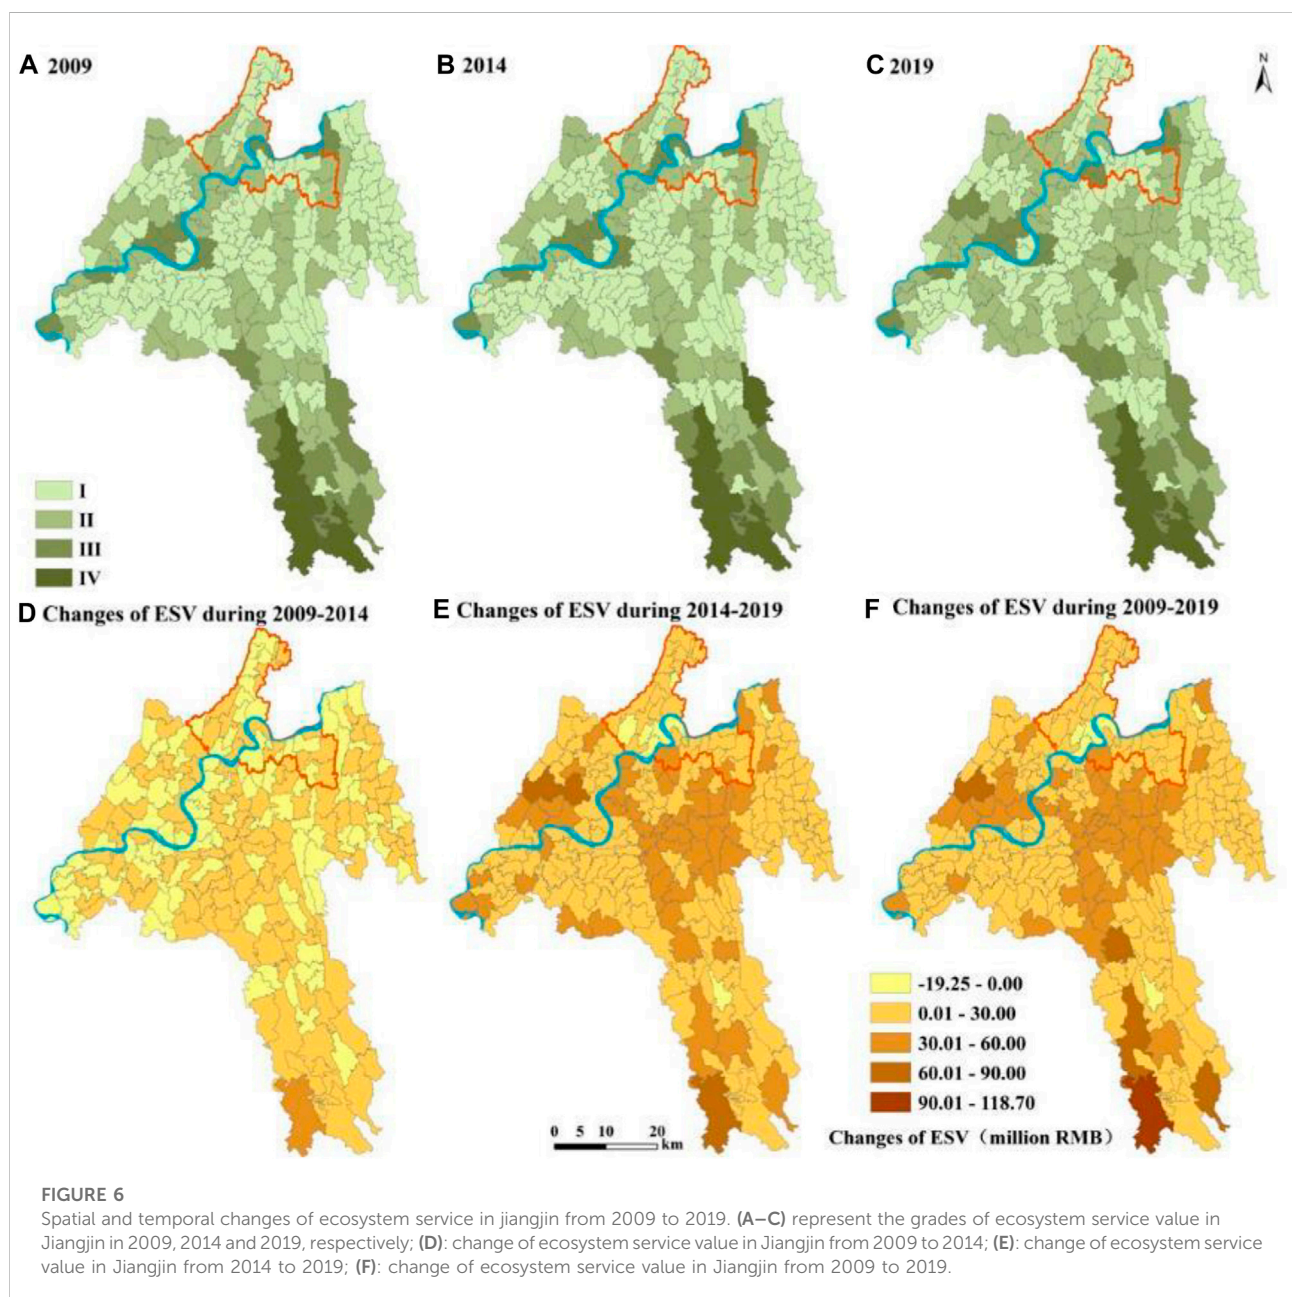 A 2009
B 2014
C 2019
N
I
II
III
IV
D Changes of ESV during 2009-2014
E Changes of ESV during 2014-2019
F Changes of ESV during 2009-2019
-19.25 - 0.00
0.01 - 30.00
30.01 - 60.00
60.01 - 90.00
90.01 - 118.70
Changes of ESV（million RMB）
0 5 10 20
km
FIGURE 6
Spatial and temporal changes of ecosystem service in jiangjin from 2009 to 2019. (A–C) represent the grades of ecosystem service value in
Jiangjin in 2009, 2014 and 2019, respectively; (D): change of ecosystem service value in Jiangjin from 2009 to 2014; (E): change of ecosystem service
value in Jiangjin from 2014 to 2019; (F): change of ecosystem service value in Jiangjin from 2009 to 2019.